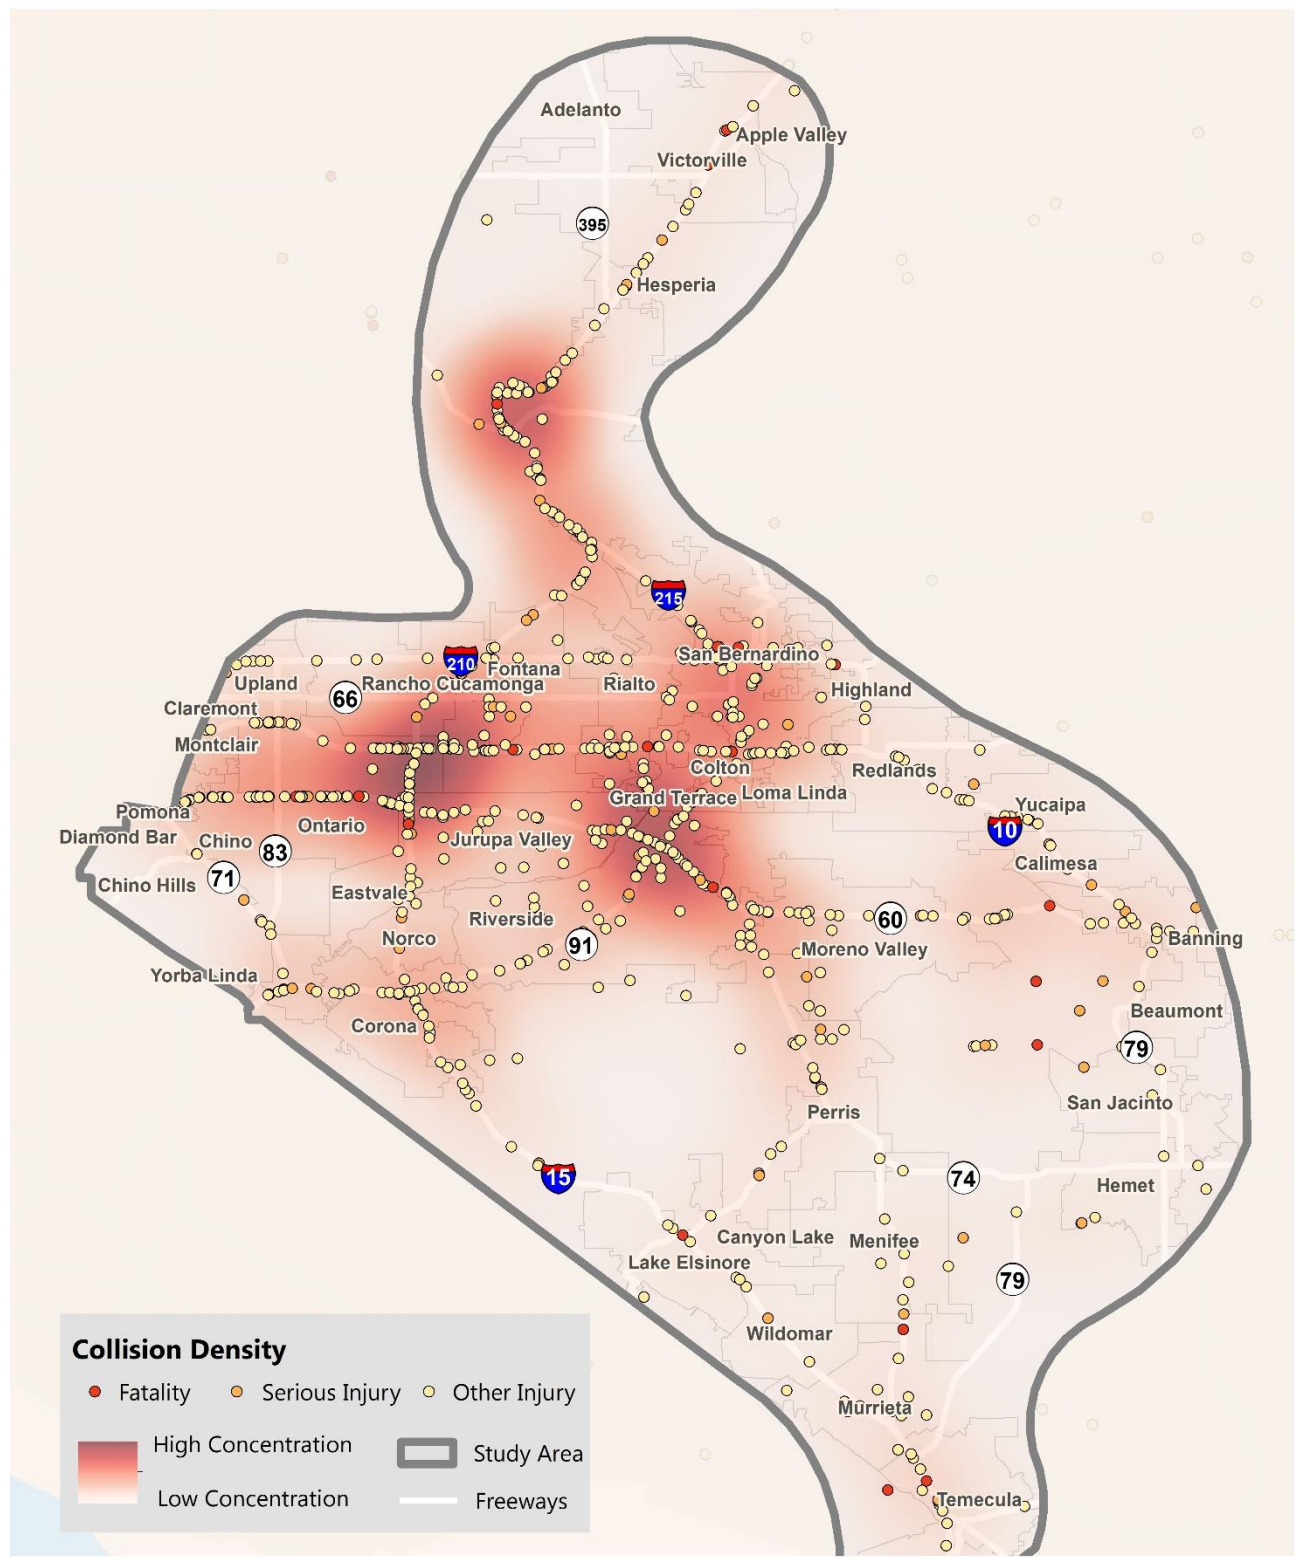 Adelanto
Apple Valley
Victorville
395
Hesperia
215
San Bernardino
210
Fontana
Upland
66
Rancho Cucamonga
Rialto
Highland
Claremont
Montclair
Colton
Redlands
Loma Linda
Grand Terrace
Pomona
Yucaipa
Ontario
10
Diamond Bar
Chino
83
Jurupa Valley
Calimesa
71
Chino Hills
Eastvale
Riverside
60
Norco
91
Moreno Valley
Banning
Yorba Linda
Corona
Beaumont
79
San Jacinto
Perris
15
74
Hemet
Canyon Lake
Menifee
Lake Elsinore
79
Wildomar
Murrieta
Temecula
Collision Density
Fatality
Serious Injury
Other Injury
High Concentration
Study Area
Low Concentration
Freeways